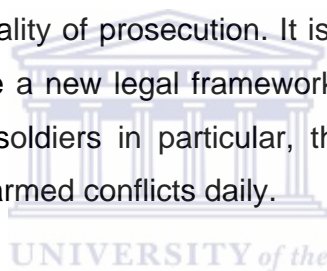 ality of prosecution. It is
e a new legal framework
soldiers in particular, th
armed conflicts daily.
UNIVERSITY of the